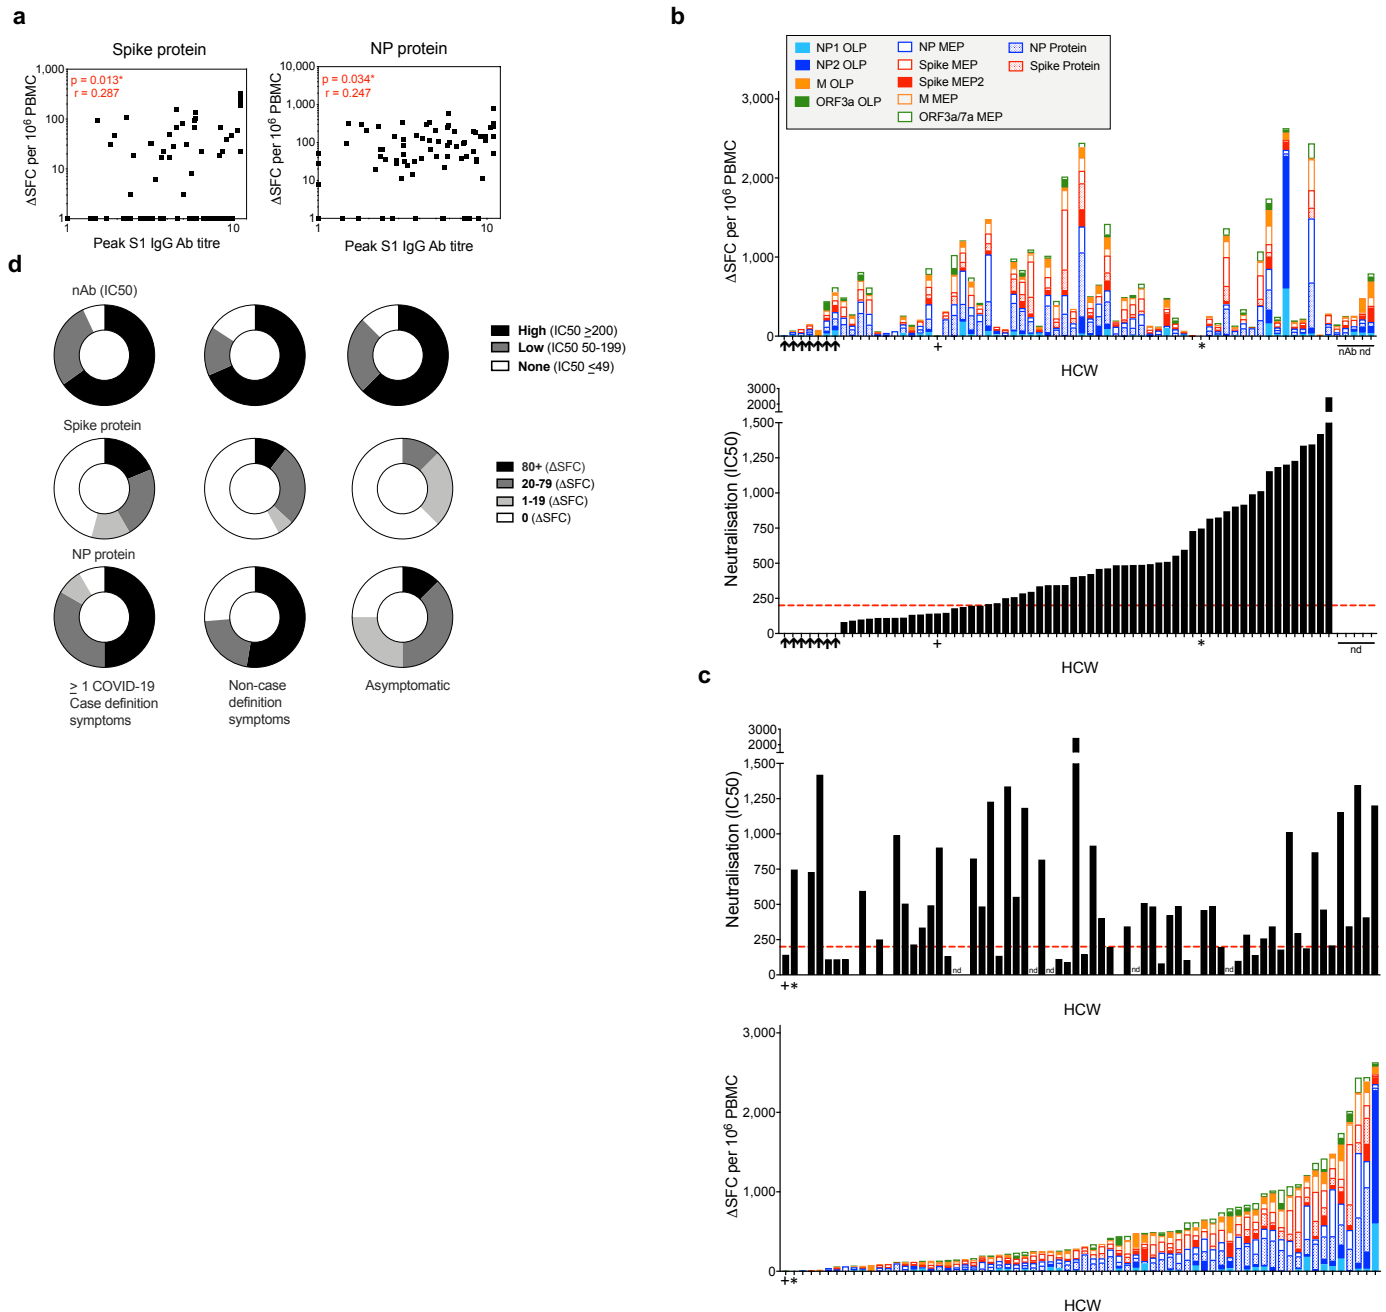 a
Spike protein
NP protein
p = 0.013*
r = 0.287
p = 0.034*
r = 0.247
ΔSFC per 10⁶ PBMC
1,000
100
10
1
1
10
Peak S1 IgG Ab titre
ΔSFC per 10⁶ PBMC
10,000
1,000
100
10
1
1
10
Peak S1 IgG Ab titre
b
NP1 OLP
NP2 OLP
M OLP
ORF3a OLP
NP MEP
Spike MEP
Spike MEP2
M MEP
ORF3a/7a MEP
NP Protein
Spike Protein
ΔSFC per 10⁶ PBMC
3,000
2,000
1,000
0
+
*
nAb nd
HCW
Neutralisation (IC50)
3000
2000
1,500
1,250
1,000
750
500
250
0
+
*
nd
HCW
c
Neutralisation (IC50)
3000
2000
1,500
1,250
1,000
750
500
250
0
nd
nd
nd
nd
nd
+*
HCW
ΔSFC per 10⁶ PBMC
3,000
2,000
1,000
0
+*
HCW
d
nAb (IC50)
High (IC50 ≥200)
Low (IC50 50-199)
None (IC50 ≤49)
Spike protein
80+ (ΔSFC)
20-79 (ΔSFC)
1-19 (ΔSFC)
0 (ΔSFC)
NP protein
≥ 1 COVID-19
Case definition
symptoms
Non-case
definition
symptoms
Asymptomatic